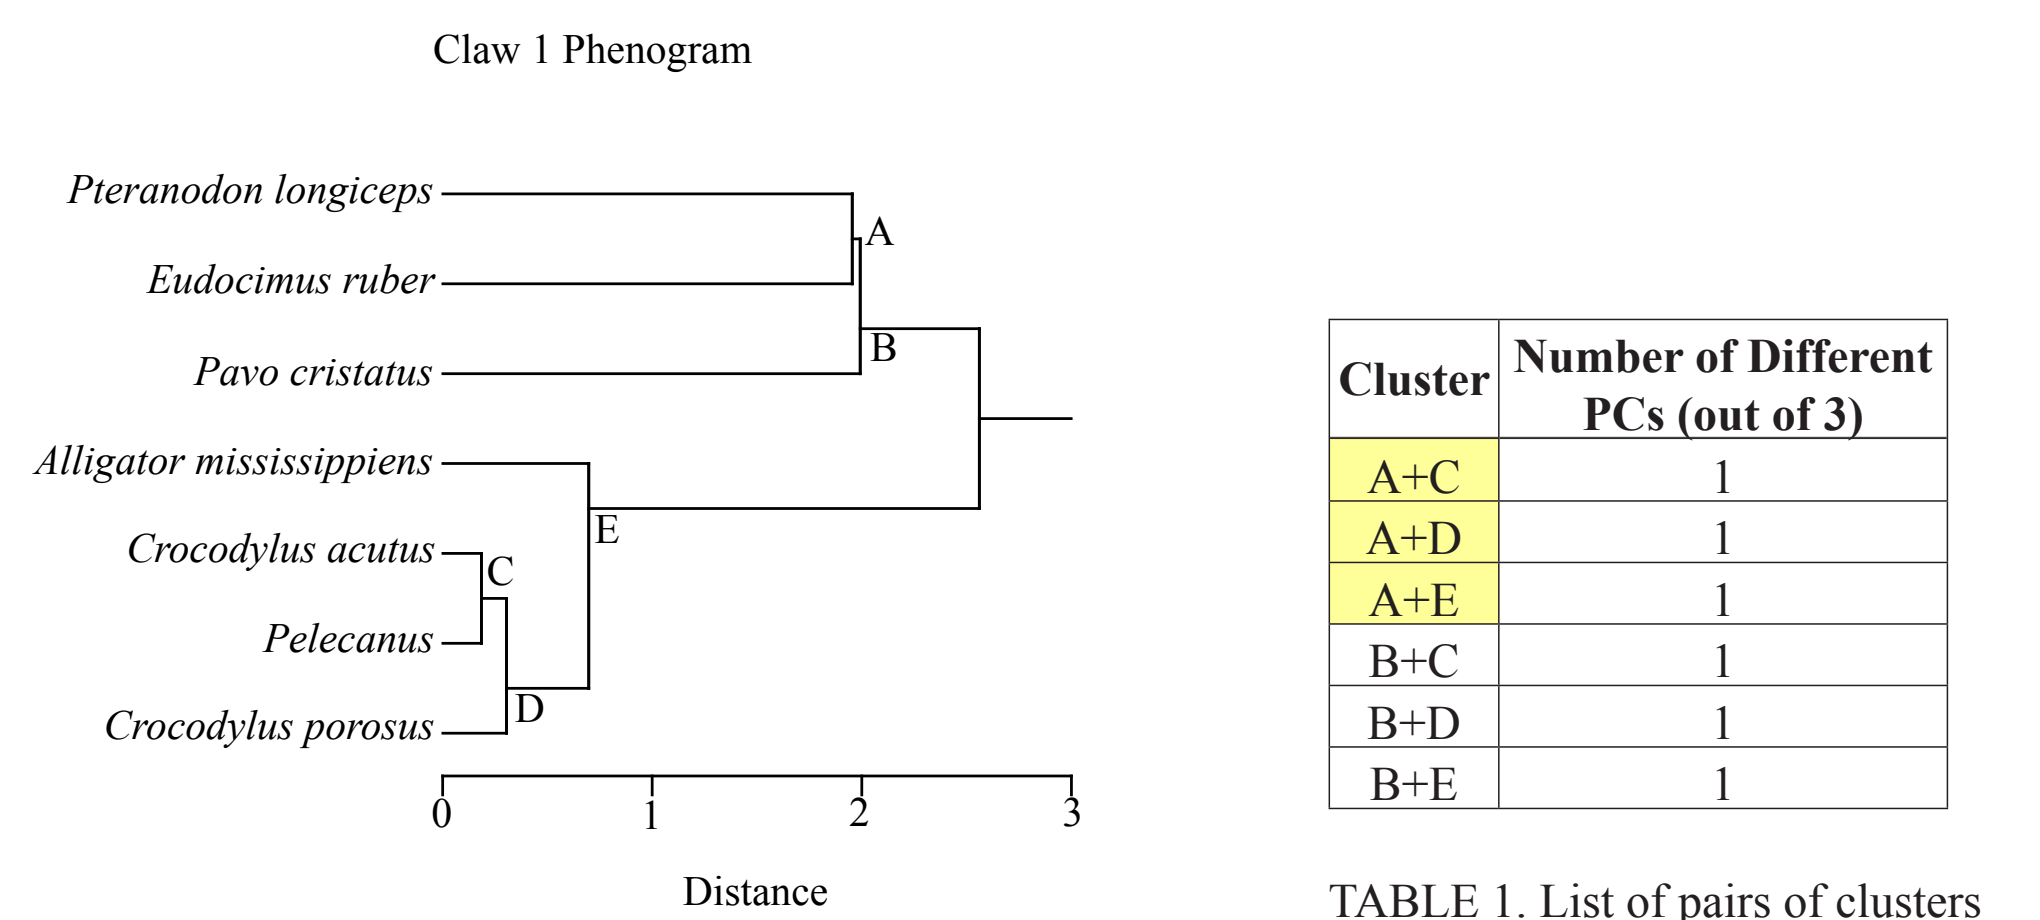 Claw 1 Phenogram
Pteranodon longiceps
A
Eudocimus ruber
B
Pavo cristatus
Alligator mississippiens
E
Crocodylus acutus
C
Pelecanus
D
Crocodylus porosus
0 1 2 3
Distance
Cluster
Number of Different
PCs (out of 3)
A+C 1
A+D 1
A+E 1
B+C 1
B+D 1
B+E 1
TABLE 1. List of pairs of clusters